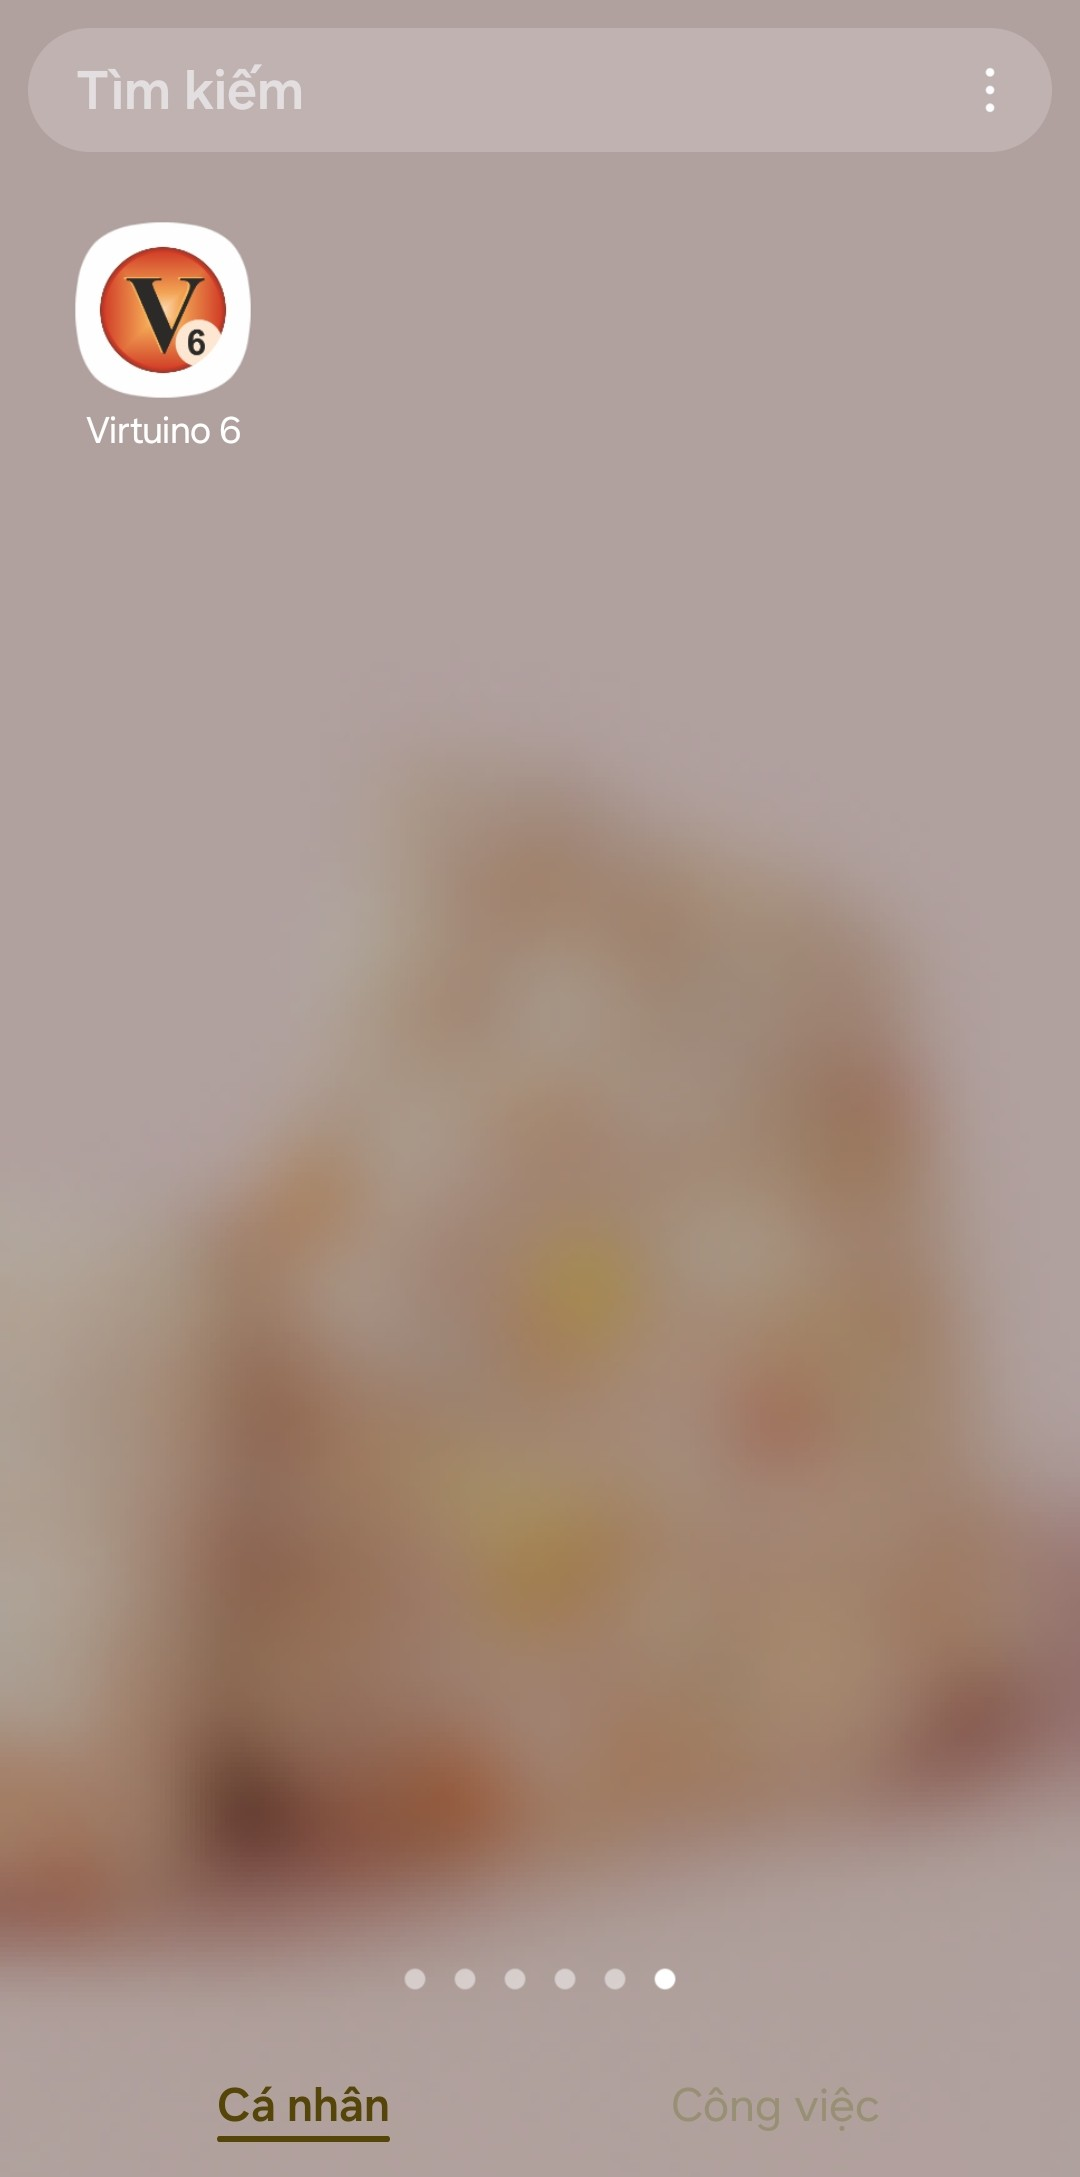 Tìm kiếm
V
6
Virtuino 6
Cá nhân
Công việc